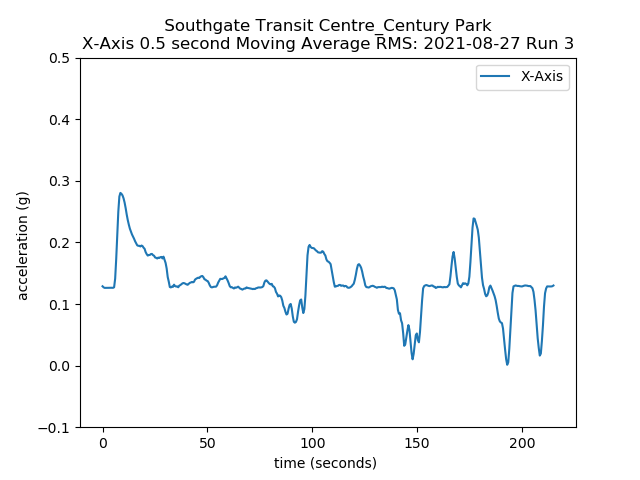 Southgate Transit Centre_Century Park
X-Axis 0.5 second Moving Average RMS: 2021-08-27 Run 3
X-Axis
0.5
0.4
0.3
0.2
0.1
0.0
−0.1
acceleration (g)
0 50 100 150 200
time (seconds)